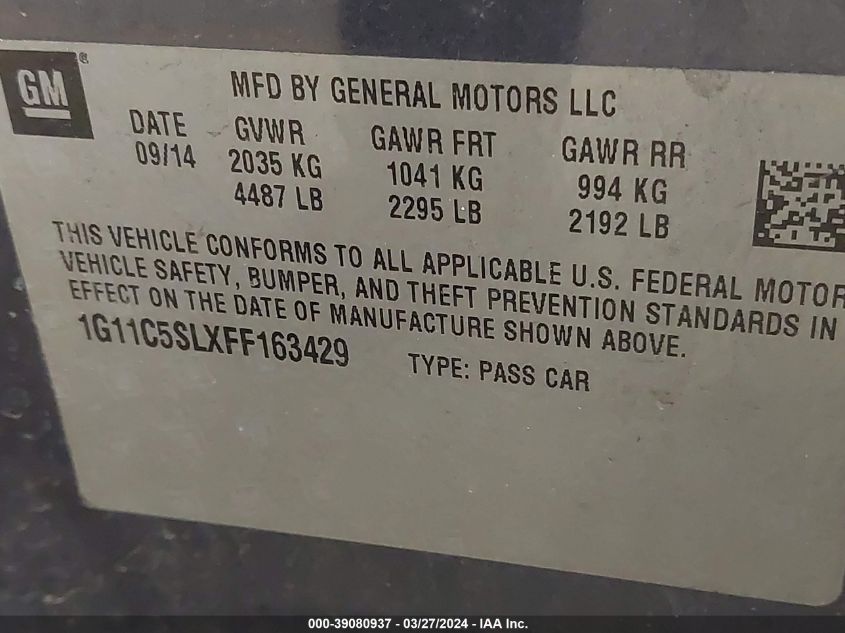 GM®
MFD BY GENERAL MOTORS LLC
DATE GVWR GAWR FRT GAWR RR
09/14 2035 KG 1041 KG 994 KG
4487 LB 2295 LB 2192 LB
THIS VEHICLE CONFORMS TO ALL APPLICABLE U.S. FEDERAL MOTOR
VEHICLE SAFETY, BUMPER, AND THEFT PREVENTION STANDARDS IN
EFFECT ON THE DATE OF MANUFACTURE SHOWN ABOVE.
1G11C5SLXFF163429 TYPE: PASS CAR
000-39080937 - 03/27/2024 - IAA Inc.